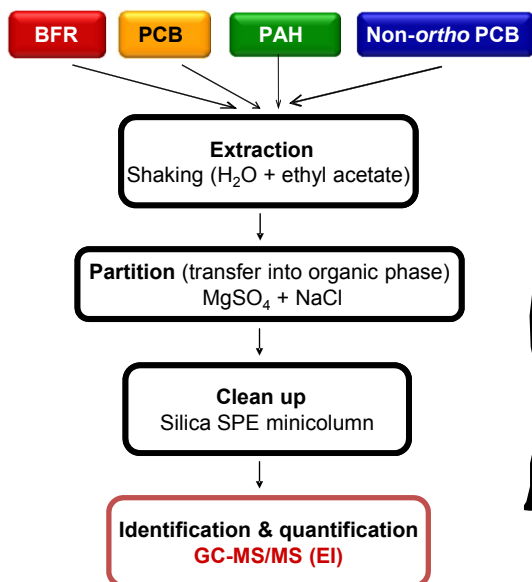 BFR PCB PAH Non-ortho PCB
Extraction
Shaking (H₂O + ethyl acetate)
Partition (transfer into organic phase)
MgSO₄ + NaCl
Clean up
Silica SPE minicolumn
Identification & quantification
GC-MS/MS (EI)